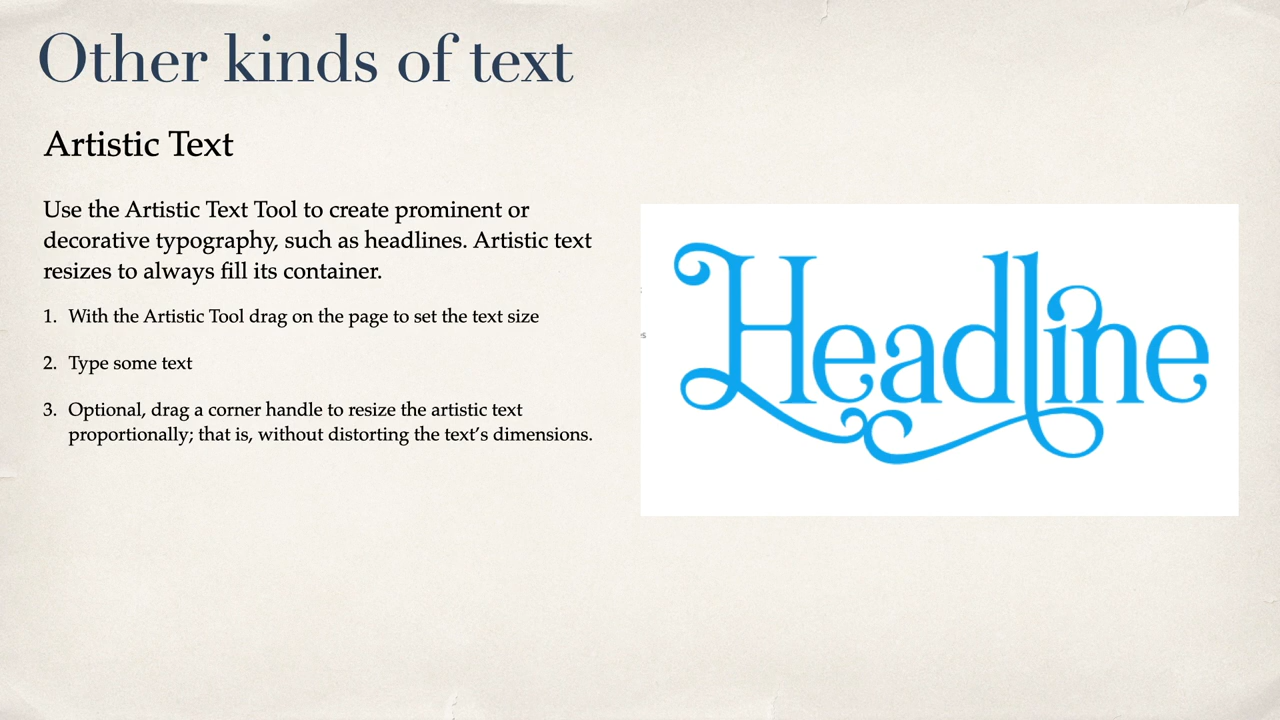 Other kinds of text
Artistic Text
Use the Artistic Text Tool to create prominent or
decorative typography, such as headlines. Artistic text
resizes to always fill its container.
1. With the Artistic Tool drag on the page to set the text size
2. Type some text
3. Optional, drag a corner handle to resize the artistic text
proportionally; that is, without distorting the text’s dimensions.
Headline